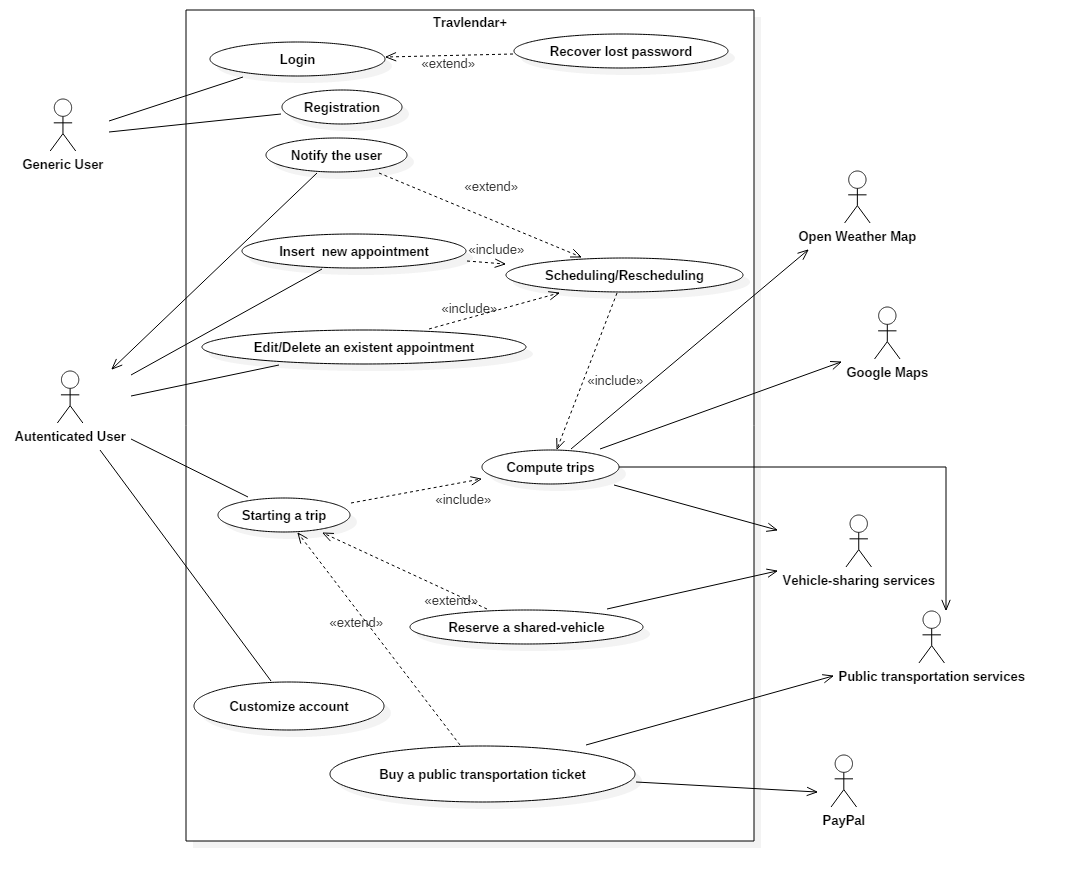 Travlendar+
Login
«extend»
Recover lost password
Registration
Generic User
Notify the user
«extend»
Open Weather Map
Insert  new appointment
«include»
Scheduling/Rescheduling
«include»
Edit/Delete an existent appointment
Google Maps
«include»
Autenticated User
Compute trips
«include»
Starting a trip
Vehicle-sharing services
«extend»
«extend»
Reserve a shared-vehicle
Public transportation services
Customize account
Buy a public transportation ticket
PayPal